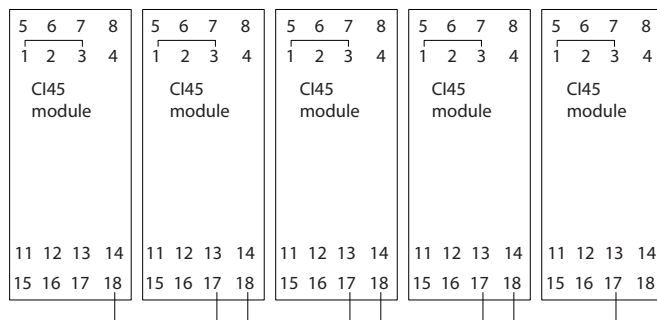 5 6 7 8 5 6 7 8 5 6 7 8 5 6 7 8 5 6 7 8
1 2 3 4 1 2 3 4 1 2 3 4 1 2 3 4 1 2 3 4
CI45 CI45 CI45 CI45 CI45
module module module module module
11 12 13 14 11 12 13 14 11 12 13 14 11 12 13 14 11 12 13 14
15 16 17 18 15 16 17 18 15 16 17 18 15 16 17 18 15 16 17 18